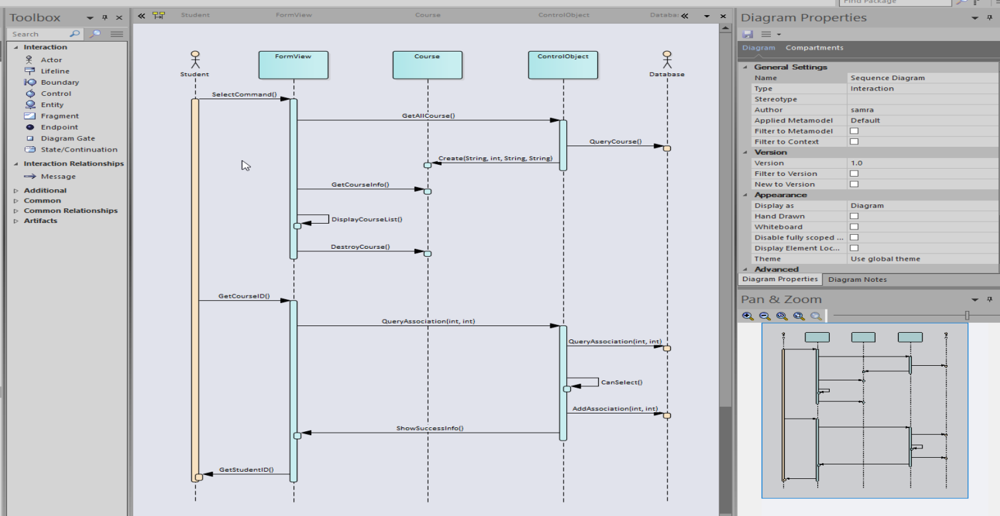 Find Package
Toolbox
Search
Interaction
Actor
Lifeline
Boundary
Control
Entity
Fragment
Endpoint
Diagram Gate
State/Continuation
Interaction Relationships
Message
Additional
Common
Common Relationships
Artifacts
Student FormView Course ControlObject Databa
Student
FormView
Course
ControlObject
Database
SelectCommand()
GetAllCourse()
QueryCourse()
Create(String, int, String, String)
GetCourseInfo()
DisplayCourseList()
DestroyCourse()
GetCourseID()
QueryAssociation(int, int)
QueryAssociation(int, int)
CanSelect()
AddAssociation(int, int)
ShowSuccessInfo()
GetStudentID()
Diagram Properties
Diagram Compartments
General Settings
Name Sequence Diagram
Type Interaction
Stereotype
Author samra
Applied Metamodel Default
Filter to Metamodel
Filter to Context
Version
Version 1.0
Filter to Version
New to Version
Appearance
Display as Diagram
Hand Drawn
Whiteboard
Disable fully scoped ...
Display Element Loc...
Theme Use global theme
Advanced
Diagram Properties Diagram Notes
Pan & Zoom